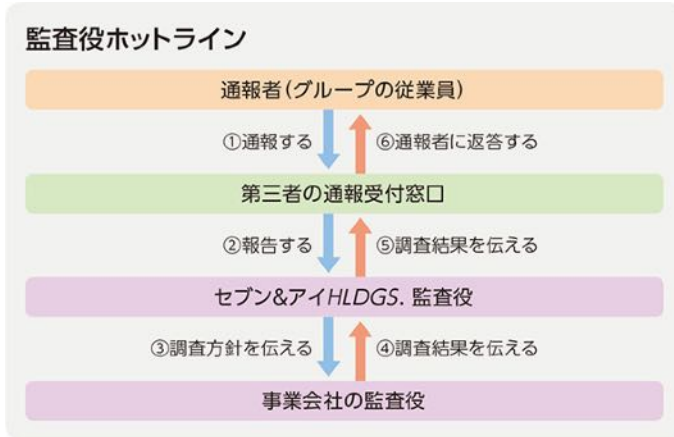 監査役ホットライン
通報者(グループの従業員)
①通報する ⑥通報者に返答する
第三者の通報受付窓口
②報告する ⑤調査結果を伝える
セブン&アイHLDGS. 監査役
③調査方針を伝える ④調査結果を伝える
事業会社の監査役